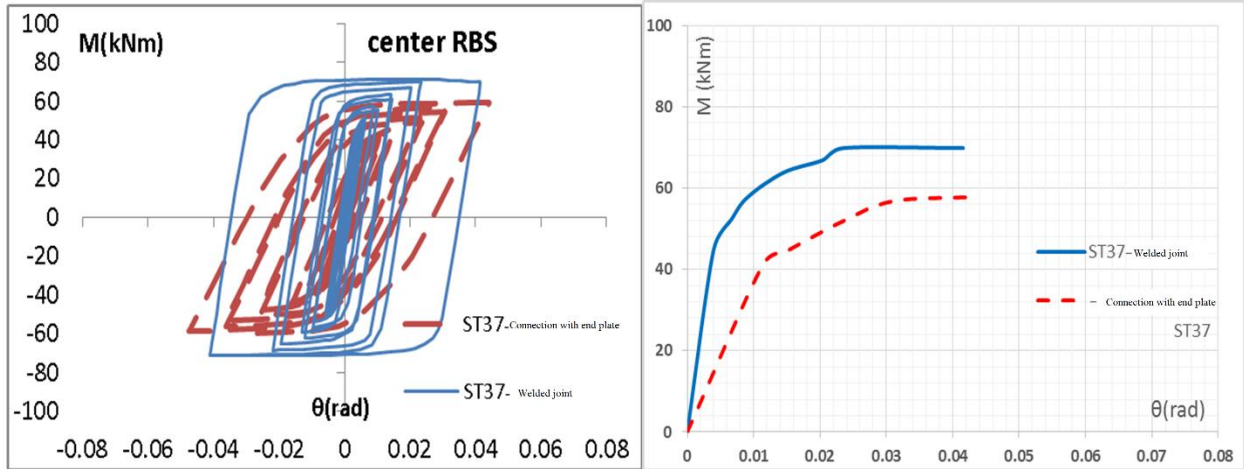 center RBS
M(kNm)
100
80
60
40
20
0
-20
-40
-60
-80
-100
ST37-Connection with end plate
ST37- Welded joint
θ(rad)
-0.08 -0.06 -0.04 -0.02 0 0.02 0.04 0.06 0.08
M (kNm)
100
80
60
40
20
0
ST37-Welded joint
- Connection with end plate
ST37
θ(rad)
0 0.01 0.02 0.03 0.04 0.05 0.06 0.07 0.08